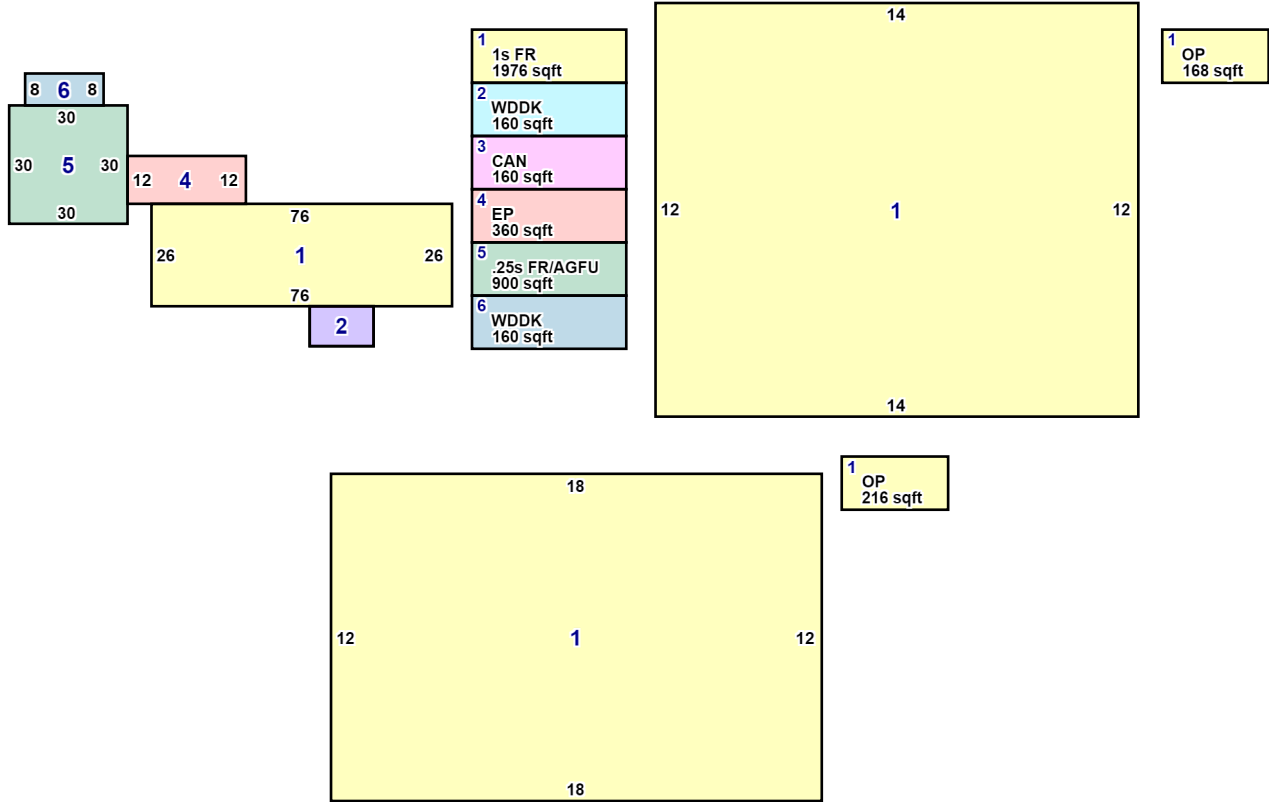 8 6 8
30
30 5 30
30
12 4 12
76
26 1 26
76
2
1
1s FR
1976 sqft
2
WDDK
160 sqft
3
CAN
160 sqft
4
EP
360 sqft
5
.25s FR/AGFU
900 sqft
6
WDDK
160 sqft
14
12 1 12
14
1
OP
168 sqft
18
12 1 12
18
1
OP
216 sqft